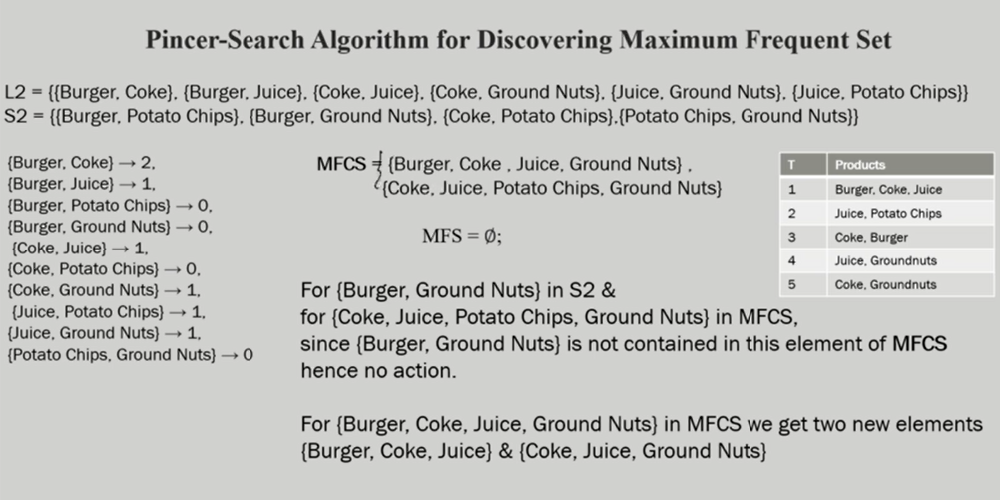 Pincer-Search Algorithm for Discovering Maximum Frequent Set
L2 = {{Burger, Coke}, {Burger, Juice}, {Coke, Juice}, {Coke, Ground Nuts}, {Juice, Ground Nuts}, {Juice, Potato Chips}}
S2 = {{Burger, Potato Chips}, {Burger, Ground Nuts}, {Coke, Potato Chips},{Potato Chips, Ground Nuts}}
{Burger, Coke} → 2,
{Burger, Juice} → 1,
{Burger, Potato Chips} → 0,
{Burger, Ground Nuts} → 0,
{Coke, Juice} → 1,
{Coke, Potato Chips} → 0,
{Coke, Ground Nuts} → 1,
{Juice, Potato Chips} → 1,
{Juice, Ground Nuts} → 1,
{Potato Chips, Ground Nuts} → 0
MFCS = {{Burger, Coke , Juice, Ground Nuts} ,
{Coke, Juice, Potato Chips, Ground Nuts}
MFS = ∅;
T Products
1 Burger, Coke, Juice
2 Juice, Potato Chips
3 Coke, Burger
4 Juice, Groundnuts
5 Coke, Groundnuts
For {Burger, Ground Nuts} in S2 &
for {Coke, Juice, Potato Chips, Ground Nuts} in MFCS,
since {Burger, Ground Nuts} is not contained in this element of MFCS
hence no action.
For {Burger, Coke, Juice, Ground Nuts} in MFCS we get two new elements
{Burger, Coke, Juice} & {Coke, Juice, Ground Nuts}